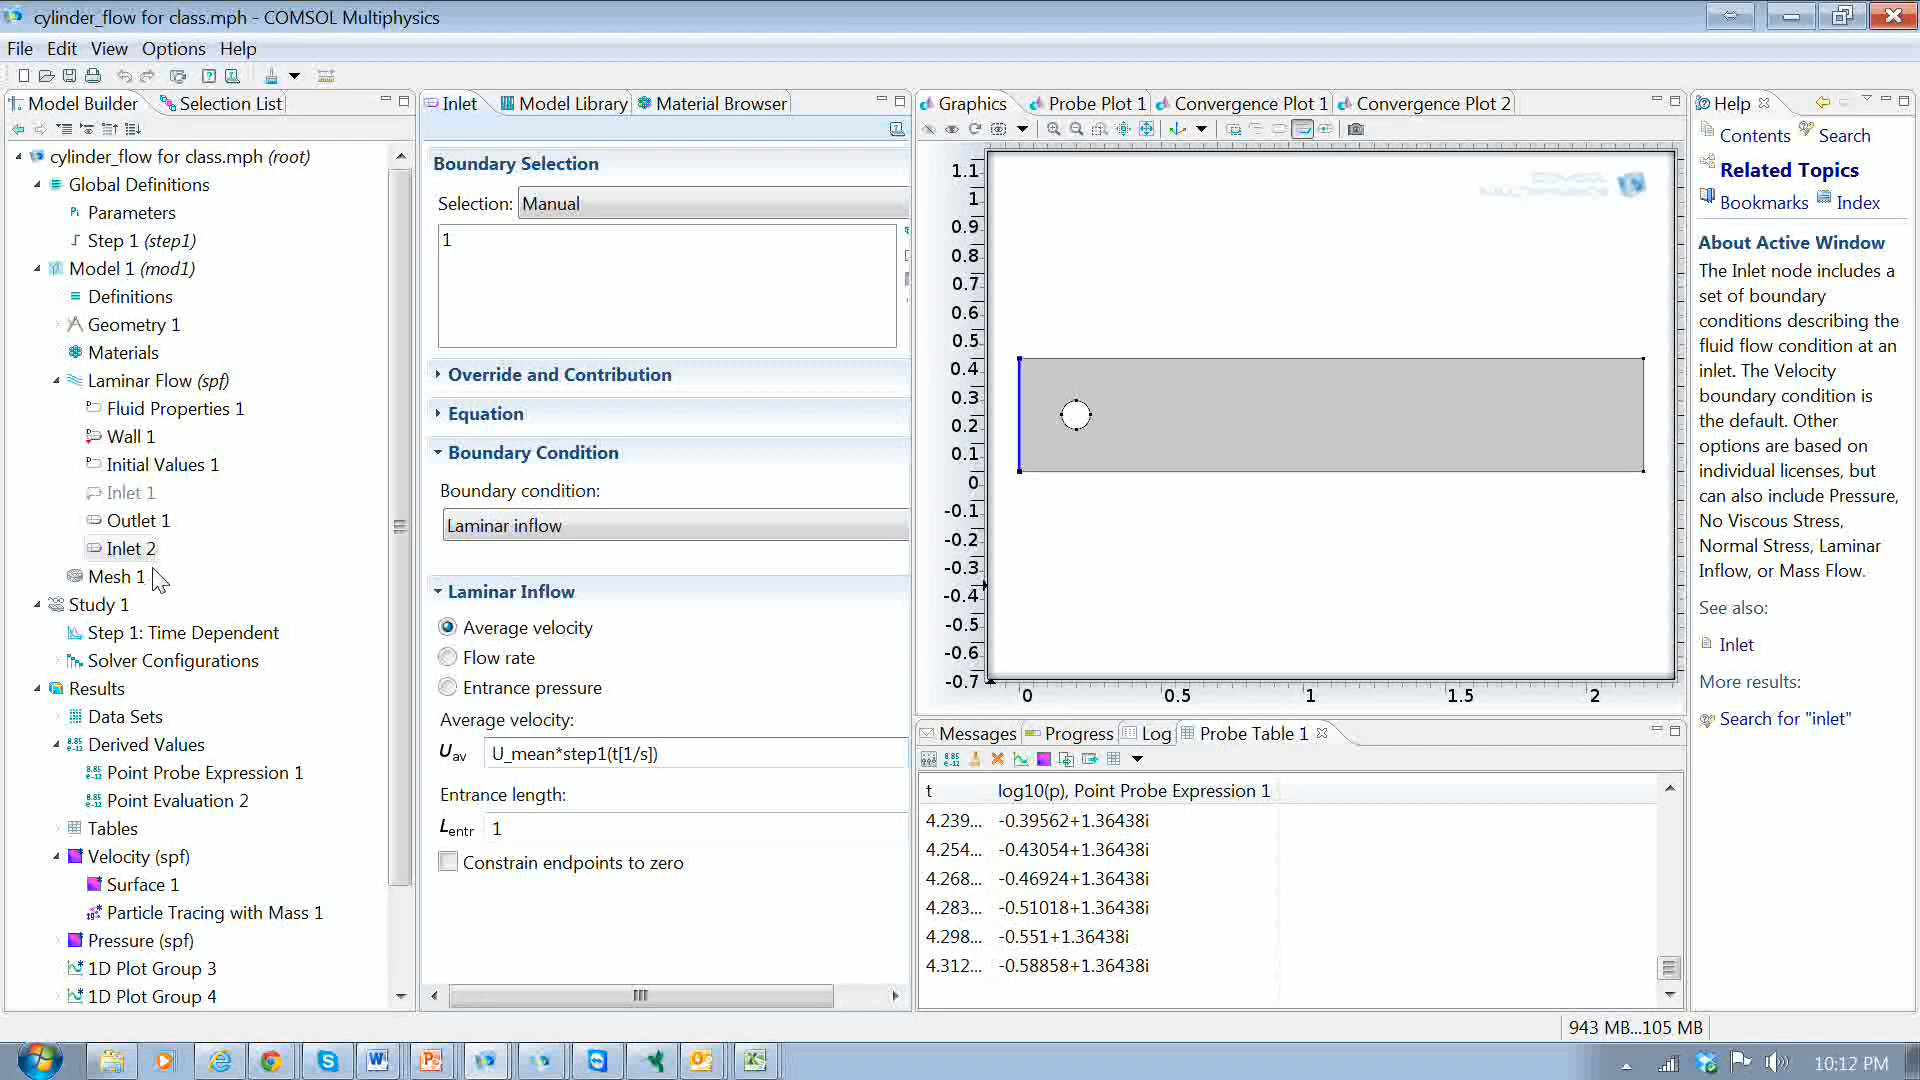 cylinder_flow for class.mph - COMSOL Multiphysics
File Edit View Options Help
Model Builder
Selection List
cylinder_flow for class.mph (root)
Global Definitions
Pi Parameters
Step 1 (step1)
Model 1 (mod1)
Definitions
Geometry 1
Materials
Laminar Flow (spf)
Fluid Properties 1
Wall 1
Initial Values 1
Inlet 1
Outlet 1
Inlet 2
Mesh 1
Study 1
Step 1: Time Dependent
Solver Configurations
Results
Data Sets
Derived Values
Point Probe Expression 1
Point Evaluation 2
Tables
Velocity (spf)
Surface 1
Particle Tracing with Mass 1
Pressure (spf)
1D Plot Group 3
1D Plot Group 4
Inlet
Model Library
Material Browser
Boundary Selection
Selection: Manual
1
Override and Contribution
Equation
Boundary Condition
Boundary condition:
Laminar inflow
Laminar Inflow
Average velocity
Flow rate
Entrance pressure
Average velocity:
Uav U_mean*step1(t[1/s])
Entrance length:
Lentr 1
Constrain endpoints to zero
Graphics
Probe Plot 1
Convergence Plot 1
Convergence Plot 2
COMSOL
MULTIPHYSICS
1.1
1
0.9
0.8
0.7
0.6
0.5
0.4
0.3
0.2
0.1
0
-0.1
-0.2
-0.3
-0.4
-0.5
-0.6
-0.7
0 0.5 1 1.5 2
Messages
Progress
Log
Probe Table 1
t log10(p), Point Probe Expression 1
4.239... -0.39562+1.36438i
4.254... -0.43054+1.36438i
4.268... -0.46924+1.36438i
4.283... -0.51018+1.36438i
4.298... -0.551+1.36438i
4.312... -0.58858+1.36438i
Help
Contents Search
Related Topics
Bookmarks Index
About Active Window
The Inlet node includes a
set of boundary
conditions describing the
fluid flow condition at an
inlet. The Velocity
boundary condition is
the default. Other
options are based on
individual licenses, but
can also include Pressure,
No Viscous Stress,
Normal Stress, Laminar
Inflow, or Mass Flow.
See also:
Inlet
More results:
Search for "inlet"
943 MB...105 MB
10:12 PM